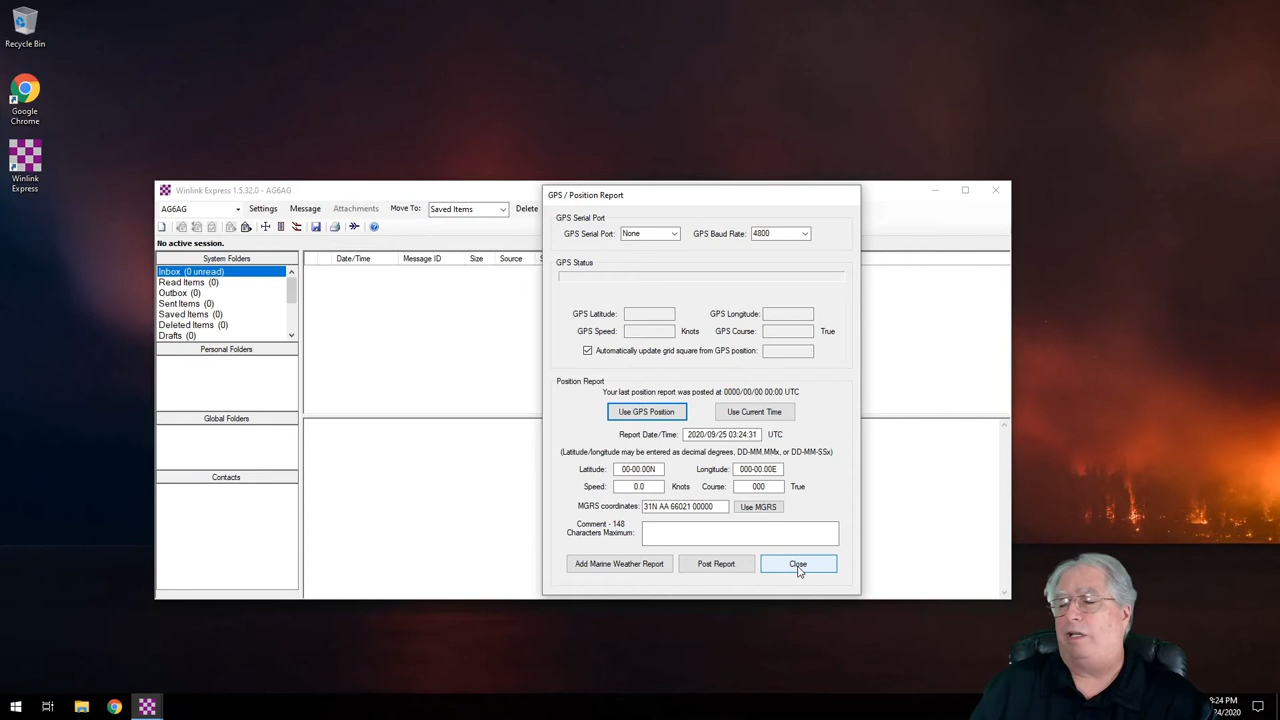 Recycle Bin
Google
Chrome
Winlink
Express
Winlink Express 1.5.32.0 - AG6AG
AG6AG
Settings
Message
Attachments
Move To:
Saved Items
Delete
No active session.
System Folders
Inbox (0 unread)
Read Items (0)
Outbox (0)
Sent Items (0)
Saved Items (0)
Deleted Items (0)
Drafts (0)
Personal Folders
Global Folders
Contacts
Date/Time
Message ID
Size
Source
S
GPS / Position Report
GPS Serial Port
GPS Serial Port: None
GPS Baud Rate: 4800
GPS Status
GPS Latitude:
GPS Longitude:
GPS Speed: Knots
GPS Course: True
Automatically update grid square from GPS position:
Position Report
Your last position report was posted at 0000/00/00 00:00 UTC
Use GPS Position
Use Current Time
Report Date/Time: 2020/09/25 03:24:31 UTC
(Latitude/longitude may be entered as decimal degrees, DD-MM.MMx, or DD-MM-SSx)
Latitude: 00-00.00N
Longitude: 000-00.00E
Speed: 0.0 Knots
Course: 000 True
MGRS coordinates: 31N AA 66021 00000 Use MGRS
Comment - 148
Characters Maximum:
Add Marine Weather Report
Post Report
Close
8:24 PM
/24/2020